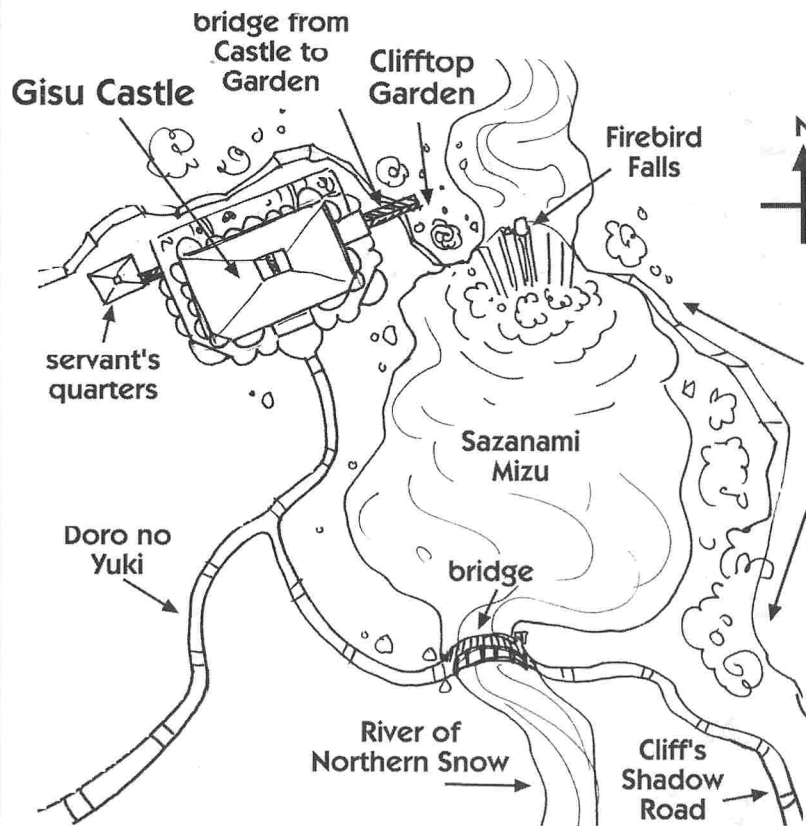 bridge from
Castle to
Garden
Clifftop
Garden
Gisu Castle
Firebird
Falls
N
servant's
quarters
Sazanami
Mizu
Doro no
Yuki
bridge
River of
Northern Snow
Cliff's
Shadow
Road